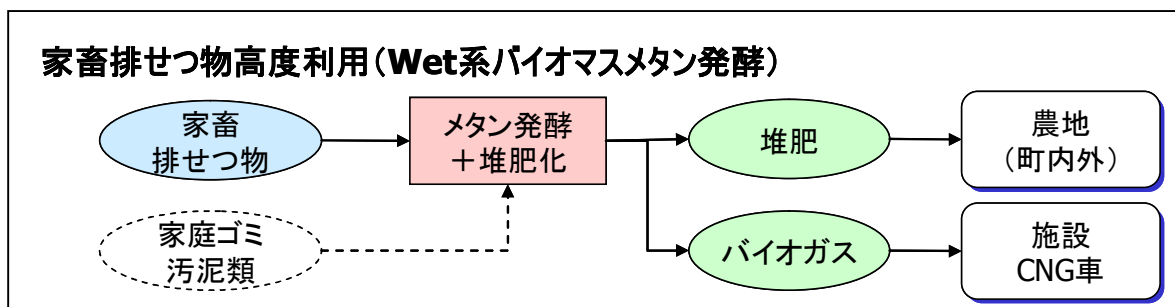 家畜排せつ物高度利用(Wet系バイオマスメタン発酵)
家畜
排せつ物
メタン発酵
+堆肥化
堆肥
農地
(町内外)
家庭ゴミ
汚泥類
バイオガス
施設
CNG車